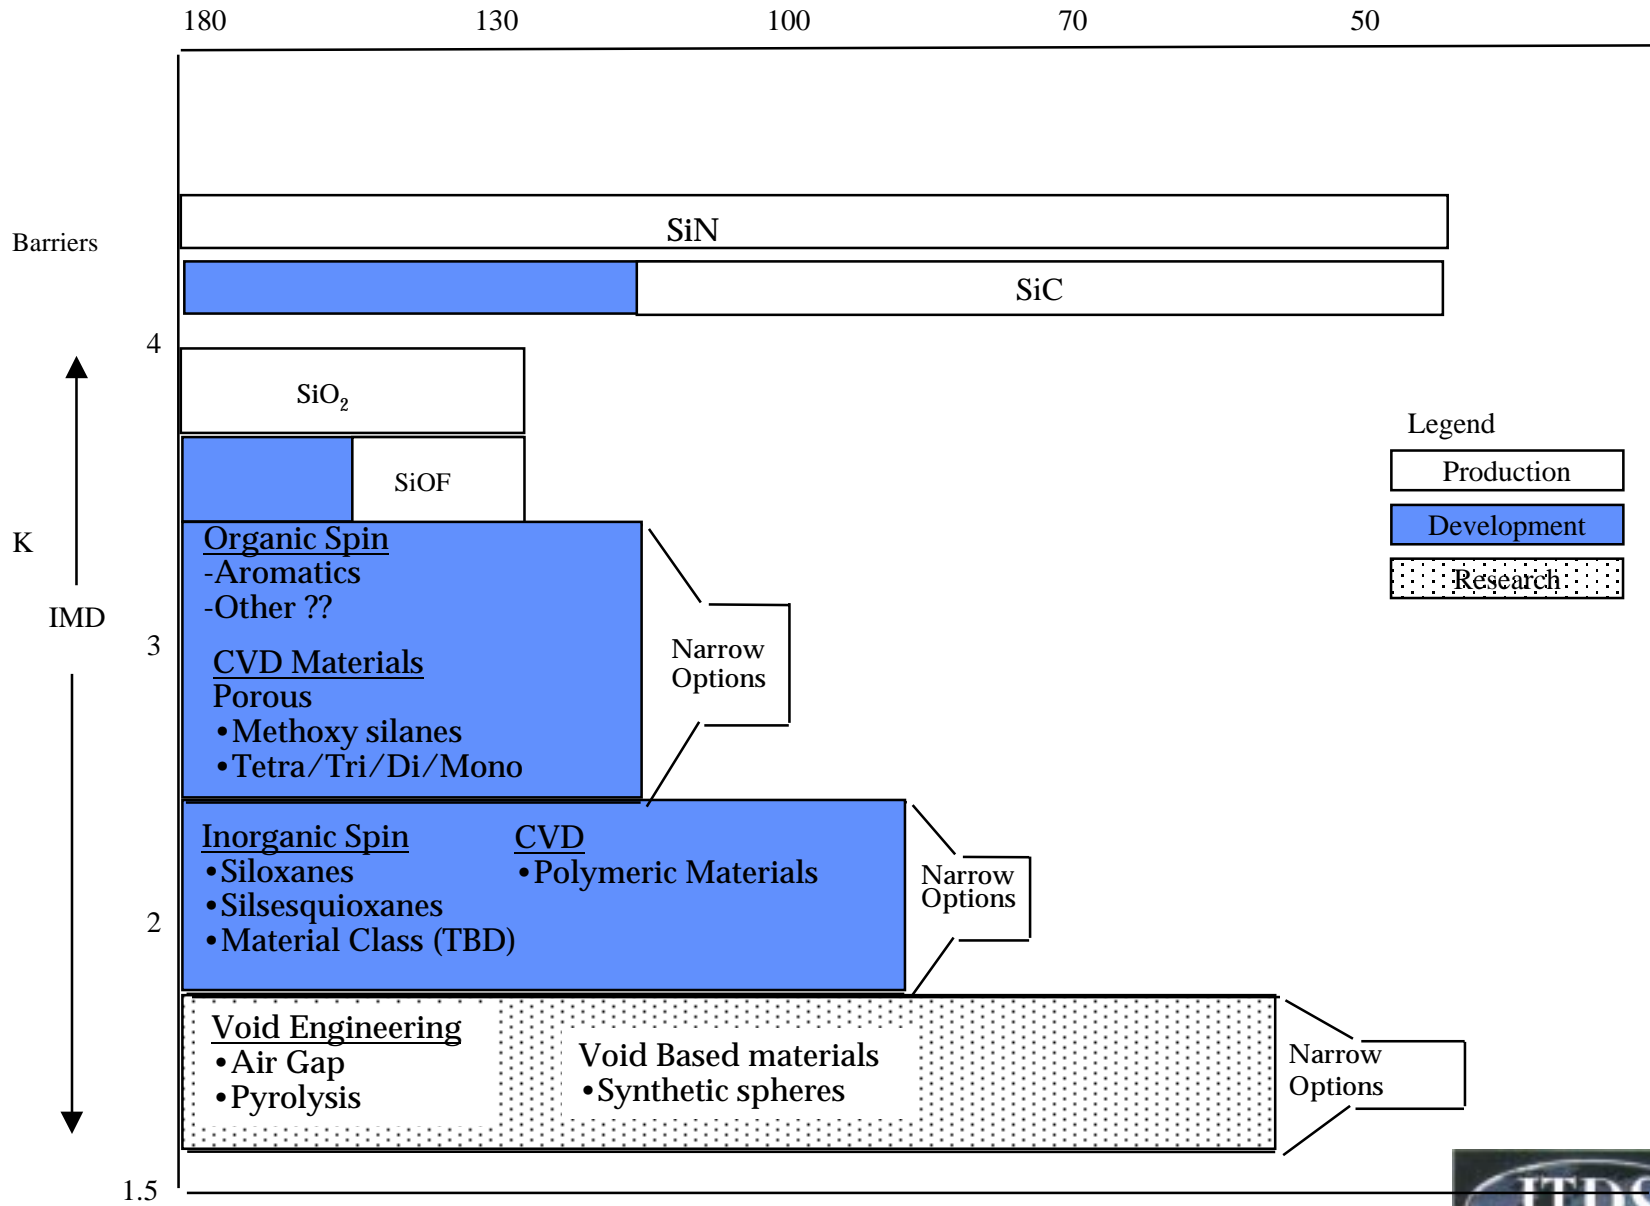 180 130 100 70 50
SiN
Barriers
SiC
4
SiO2
Legend
Production
SiOF
Development
K
Research
Organic Spin
-Aromatics
-Other ??
IMD
3
CVD Materials
Porous
•Methoxy silanes
•Tetra/Tri/Di/Mono
Narrow
Options
Inorganic Spin
•Siloxanes
•Silsesquioxanes
•Material Class (TBD)
CVD
•Polymeric Materials
Narrow
Options
2
Void Engineering
•Air Gap
•Pyrolysis
Void Based materials
•Synthetic spheres
Narrow
Options
1.5